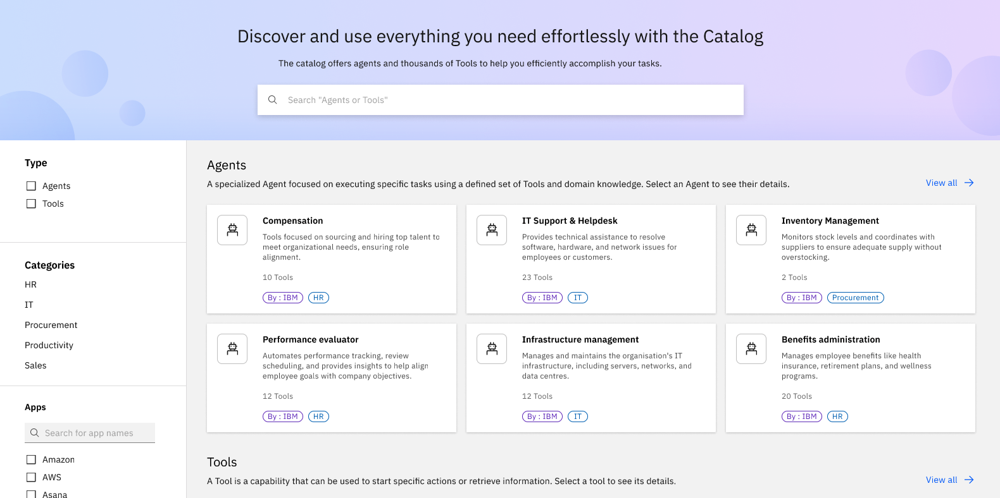 Discover and use everything you need effortlessly with the Catalog
The catalog offers agents and thousands of Tools to help you efficiently accomplish your tasks.
Search "Agents or Tools"
Type
Agents
Tools
Categories
HR
IT
Procurement
Productivity
Sales
Apps
Search for app names
Amazon
AWS
Asana
Agents
A specialized Agent focused on executing specific tasks using a defined set of Tools and domain knowledge. Select an Agent to see their details.
View all
Compensation
Tools focused on sourcing and hiring top talent to
meet organizational needs, ensuring role
alignment.
10 Tools
By : IBM HR
IT Support & Helpdesk
Provides technical assistance to resolve
software, hardware, and network issues for
employees or customers.
23 Tools
By : IBM IT
Inventory Management
Monitors stock levels and coordinates with
suppliers to ensure adequate supply without
overstocking.
2 Tools
By : IBM Procurement
Performance evaluator
Automates performance tracking, review
scheduling, and provides insights to help align
employee goals with company objectives.
12 Tools
By : IBM HR
Infrastructure management
Manages and maintains the organisation's IT
infrastructure, including servers, networks, and
data centres.
12 Tools
By : IBM IT
Benefits administration
Manages employee benefits like health
insurance, retirement plans, and wellness
programs.
20 Tools
By : IBM HR
Tools
A Tool is a capability that can be used to start specific actions or retrieve information. Select a tool to see its details.
View all